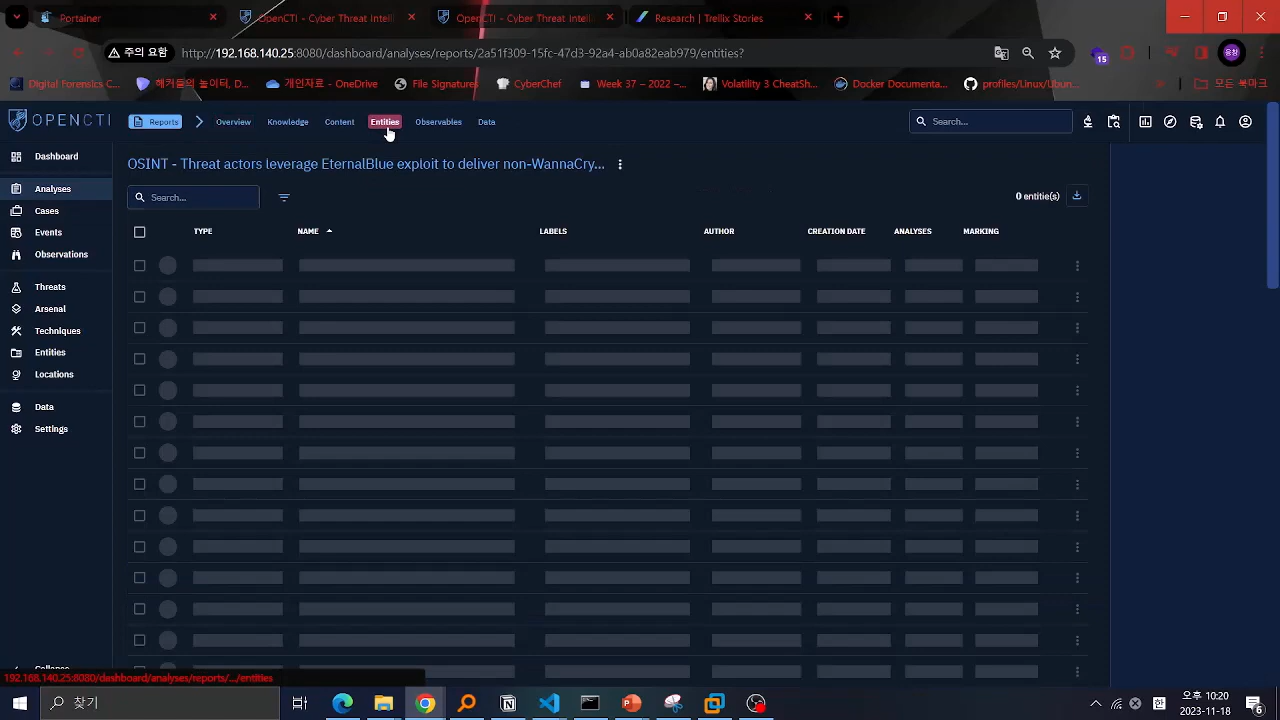 Portainer
OpenCTI - Cyber Threat Intelli
OpenCTI - Cyber Threat Intelli
Research | Trellix Stories
주의 요함
http://192.168.140.25:8080/dashboard/analyses/reports/2a51f309-15fc-47d3-92a4-ab0a82eab979/entities?
15
Digital Forensics C...
해커들의 놀이터, D...
개인자료 - OneDrive
File Signatures
CyberChef
Week 37 – 2022 –...
Volatility 3 CheatSh...
Docker Documenta...
profiles/Linux/Ubun...
모든 북마크
OPENCTI
Reports
Overview
Knowledge
Content
Entities
Observables
Data
Search...
Dashboard
Analyses
Cases
Events
Observations
Threats
Arsenal
Techniques
Entities
Locations
Data
Settings
Collapse
OSINT - Threat actors leverage EternalBlue exploit to deliver non-WannaCry...
Search...
0 entitie(s)
TYPE
NAME
LABELS
AUTHOR
CREATION DATE
ANALYSES
MARKING
192.168.140.25:8080/dashboard/analyses/reports/.../entities
찾기
한
오후 10:20
2023-11-18